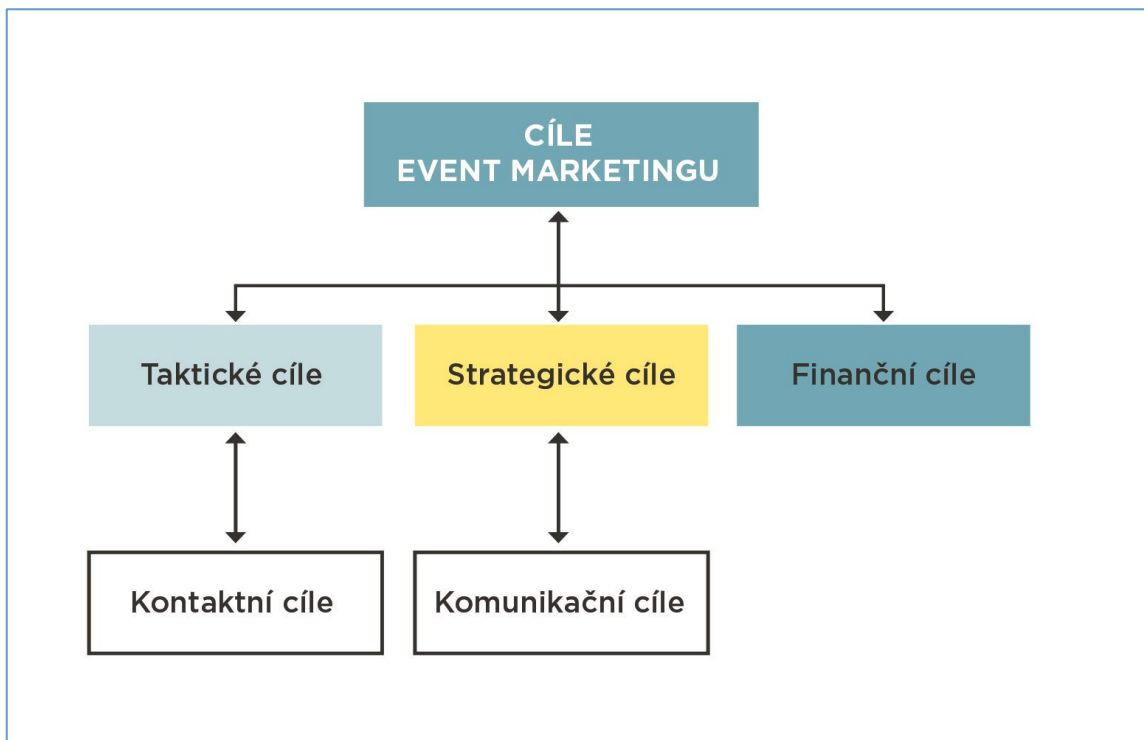 CÍLE
EVENT MARKETINGU
Taktické cíle
Strategické cíle
Finanční cíle
Kontaktní cíle
Komunikační cíle